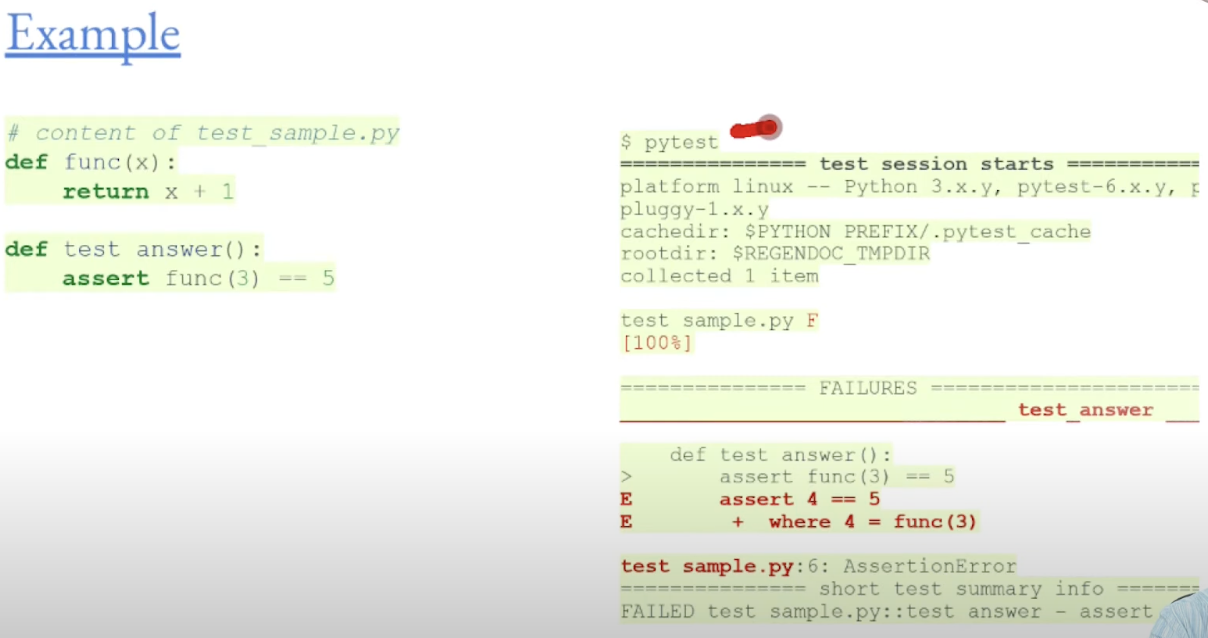 Example
# content of test_sample.py
def func(x):
    return x + 1
def test answer():
    assert func(3) == 5
$ pytest
=============== test session starts ===========
platform linux -- Python 3.x.y, pytest-6.x.y, p
pluggy-1.x.y
cachedir: $PYTHON PREFIX/.pytest_cache
rootdir: $REGENDOC_TMPDIR
collected 1 item
test sample.py F
[100%]
=============== FAILURES ======================
_______________________________ test_answer ___
    def test answer():
>       assert func(3) == 5
E       assert 4 == 5
E        +  where 4 = func(3)
test sample.py:6: AssertionError
=============== short test summary info =======
FAILED test sample.py::test answer - assert